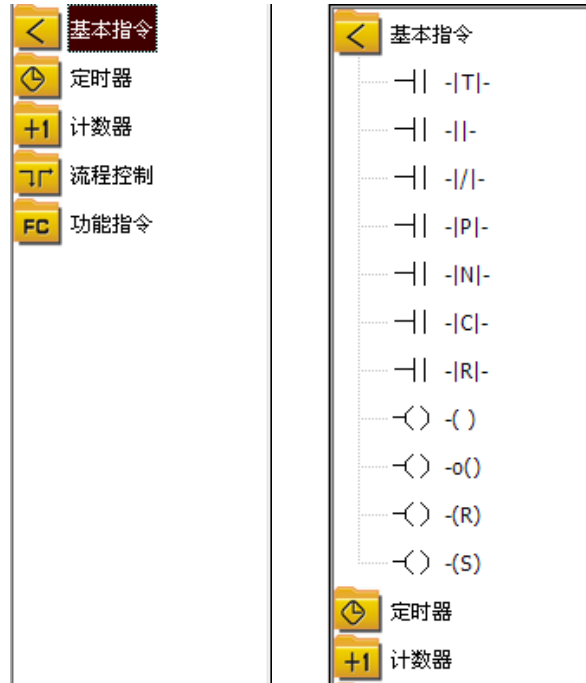 基本指令
定时器
+1 计数器
流程控制
FC 功能指令
基本指令
-|T|-
-||-
-|/|-
-|P|-
-|N|-
-|C|-
-|R|-
-( )
-o()
-(R)
-(S)
定时器
+1 计数器